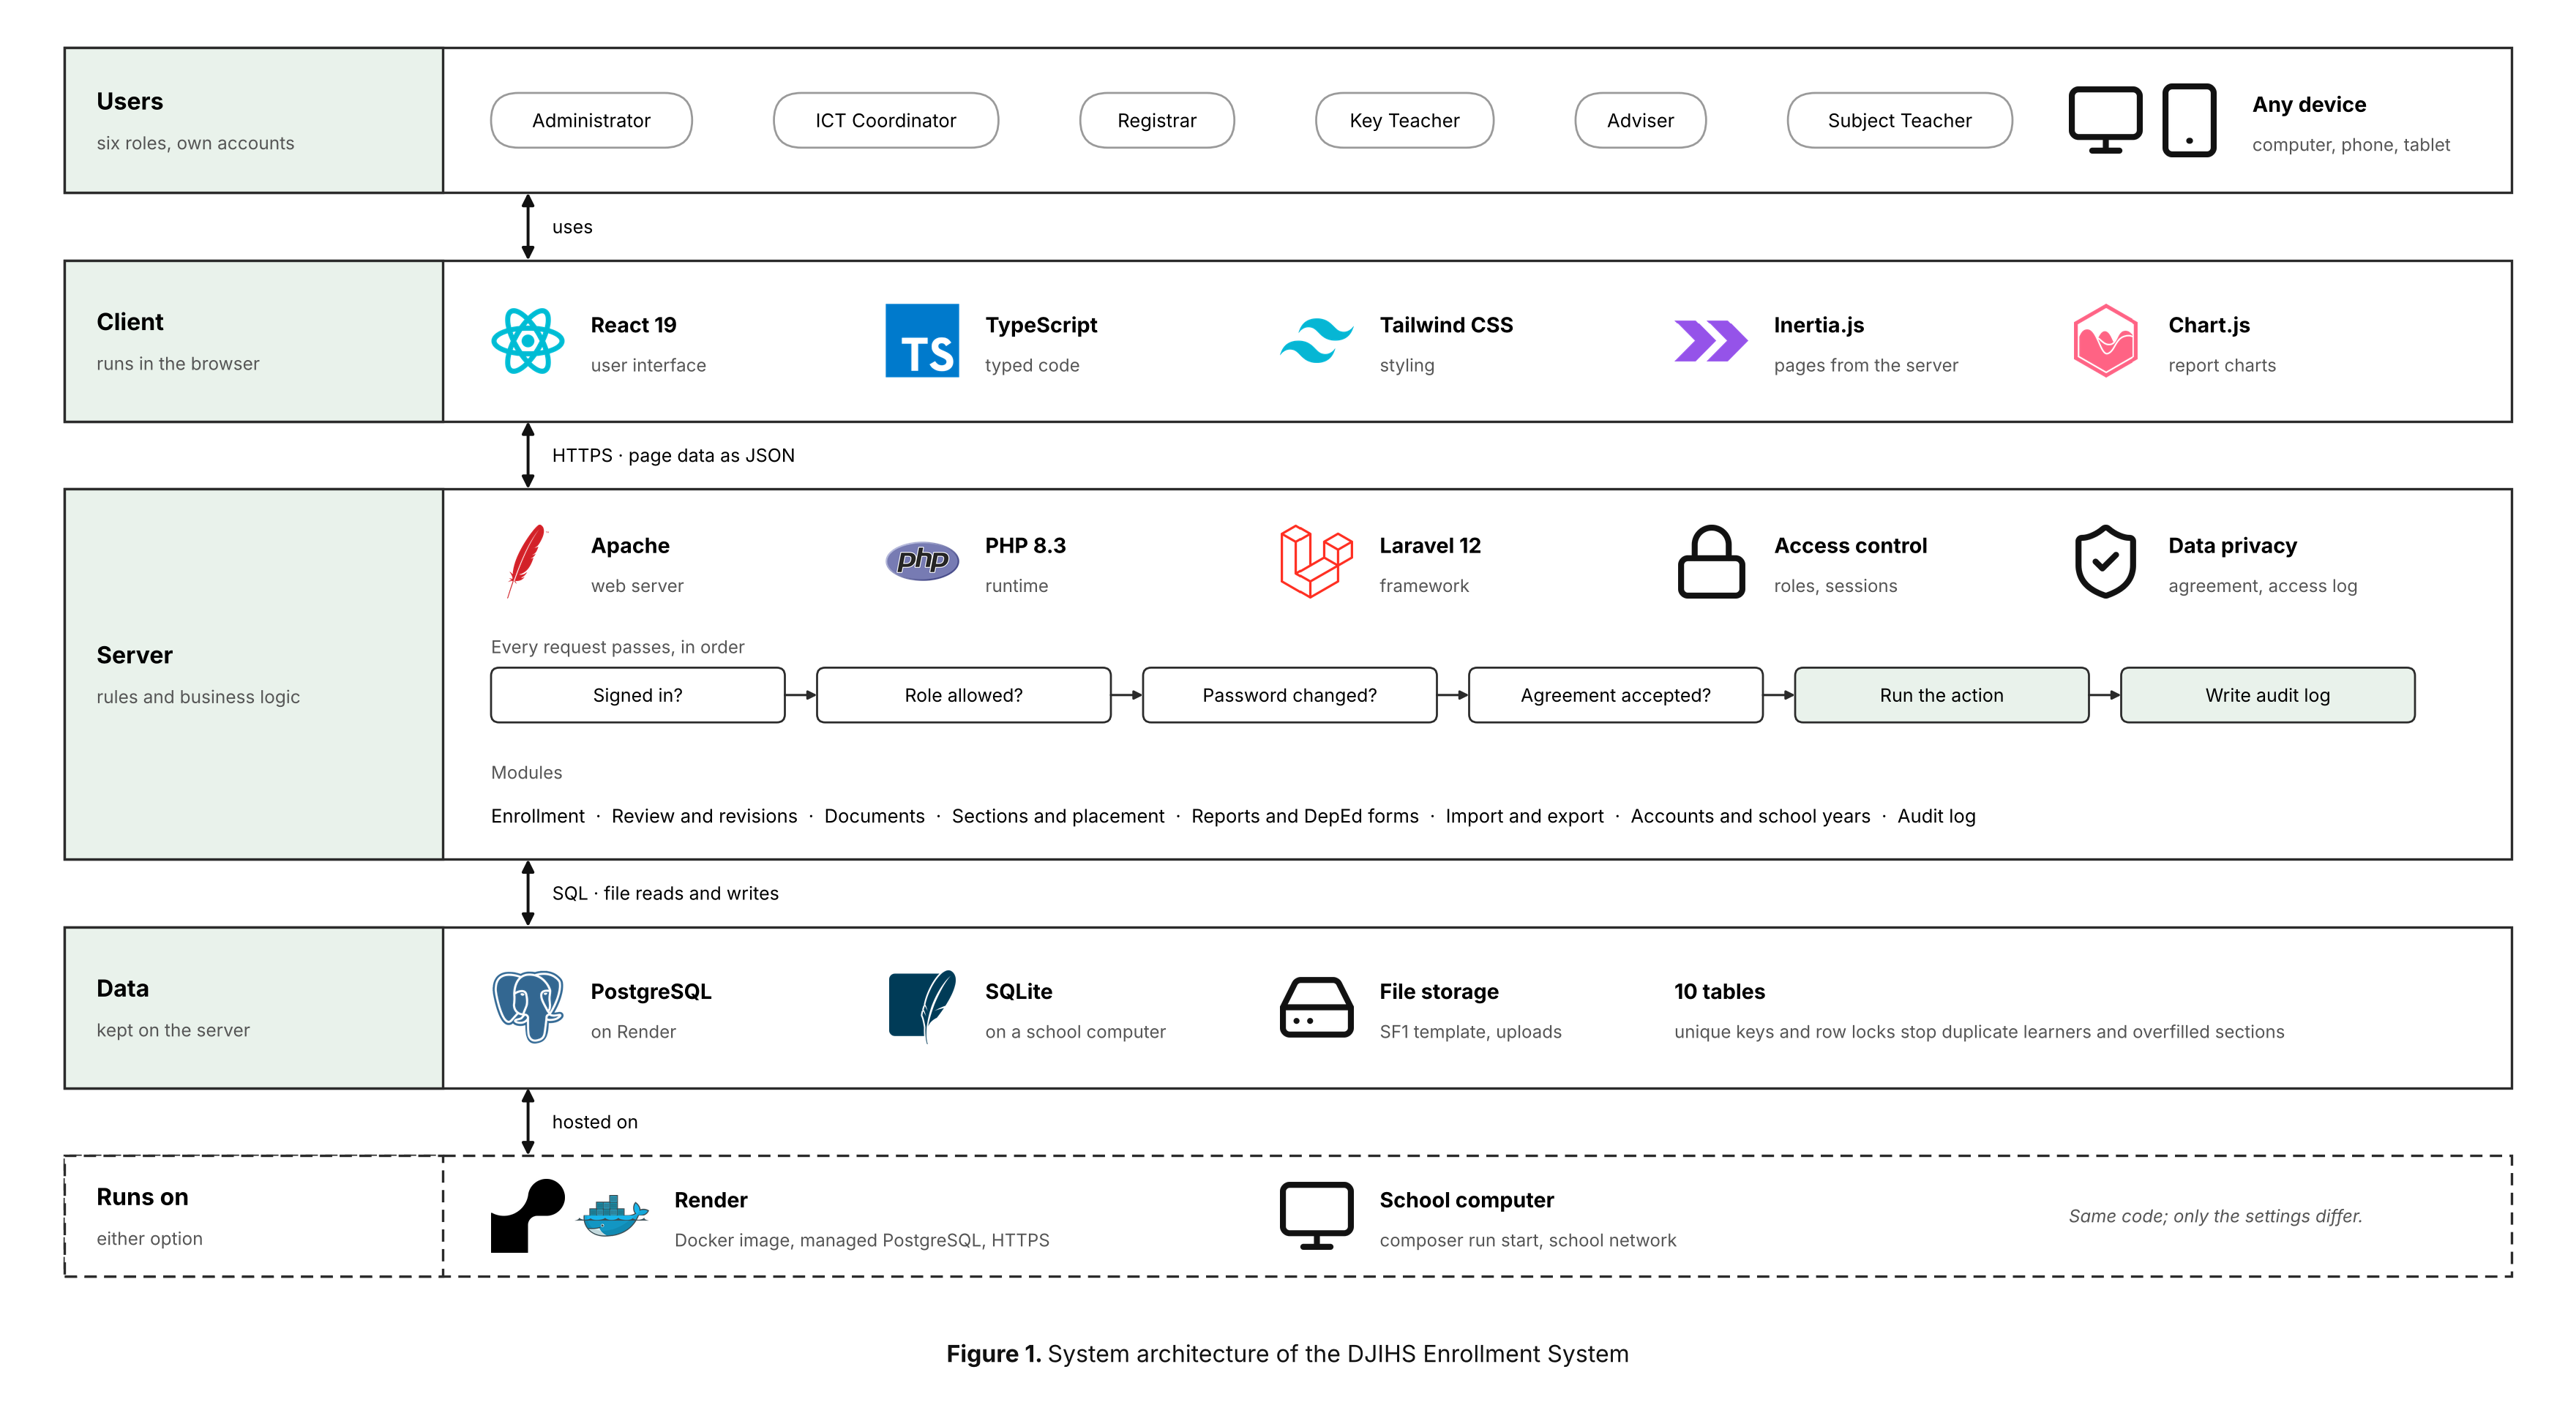 Users
six roles, own accounts
Administrator
ICT Coordinator
Registrar
Key Teacher
Adviser
Subject Teacher
Any device
computer, phone, tablet
uses
Client
runs in the browser
React 19
user interface
TS
TypeScript
typed code
Tailwind CSS
styling
Inertia.js
pages from the server
Chart.js
report charts
HTTPS · page data as JSON
Server
rules and business logic
Apache
web server
php
PHP 8.3
runtime
Laravel 12
framework
Access control
roles, sessions
Data privacy
agreement, access log
Every request passes, in order
Signed in?
Role allowed?
Password changed?
Agreement accepted?
Run the action
Write audit log
Modules
Enrollment · Review and revisions · Documents · Sections and placement · Reports and DepEd forms · Import and export · Accounts and school years · Audit log
SQL · file reads and writes
Data
kept on the server
PostgreSQL
on Render
SQLite
on a school computer
File storage
SF1 template, uploads
10 tables
unique keys and row locks stop duplicate learners and overfilled sections
hosted on
Runs on
either option
Render
Docker image, managed PostgreSQL, HTTPS
School computer
composer run start, school network
Same code; only the settings differ.
Figure 1. System architecture of the DJIHS Enrollment System